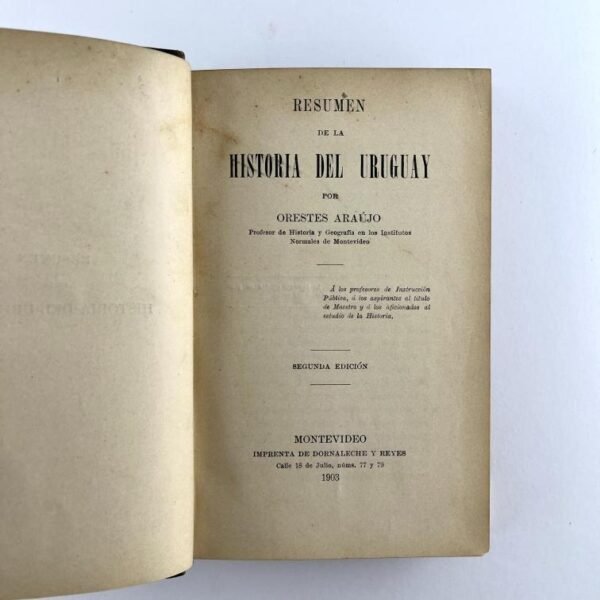 RESUMEN
DE LA
HISTORIA DEL URUGUAY
POR
ORESTES ARAÚJO
Profesor de Historia y Geografía en los Institutos
Normales de Montevideo
Á los profesores de Instrucción
Pública, á los aspirantes al título
de Maestro y á los aficionados al
estudio de la Historia.
SEGUNDA EDICIÓN
MONTEVIDEO
IMPRENTA DE DORNALECHE Y REYES
Calle 18 de Julio, núms. 77 y 79
1903